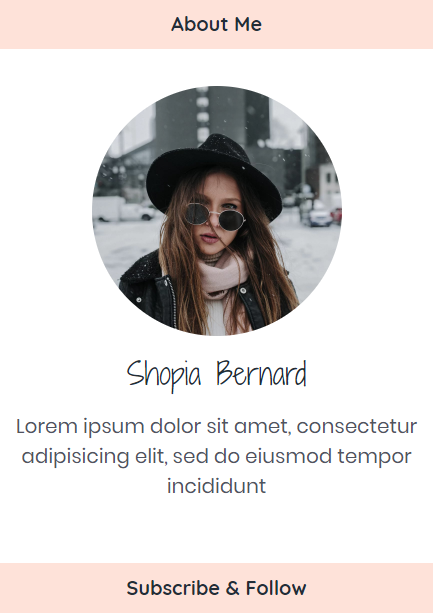 About Me
Shopia Bernard
Lorem ipsum dolor sit amet, consectetur
adipisicing elit, sed do eiusmod tempor
incididunt
Subscribe & Follow